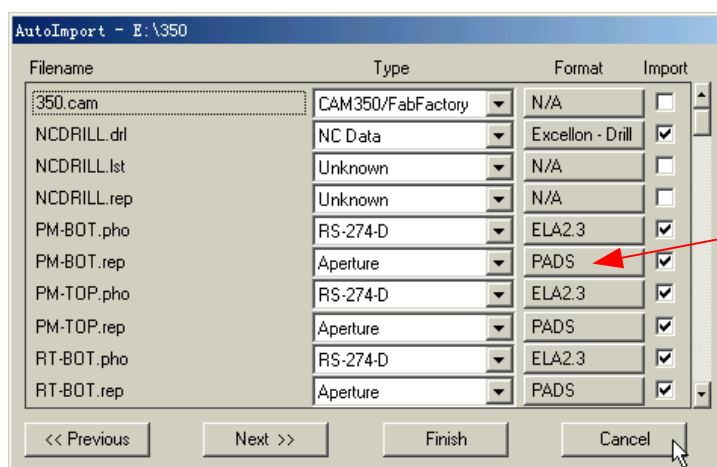 AutoImport - E:\350
Filename Type Format Import
350.cam CAM350/FabFactory N/A
NCDRILL.drl NC Data Excellon - Drill
NCDRILL.lst Unknown N/A
NCDRILL.rep Unknown N/A
PM-BOT.pho RS-274-D ELA2.3
PM-BOT.rep Aperture PADS
PM-TOP.pho RS-274-D ELA2.3
PM-TOP.rep Aperture PADS
RT-BOT.pho RS-274-D ELA2.3
RT-BOT.rep Aperture PADS
<< Previous Next >> Finish Cancel